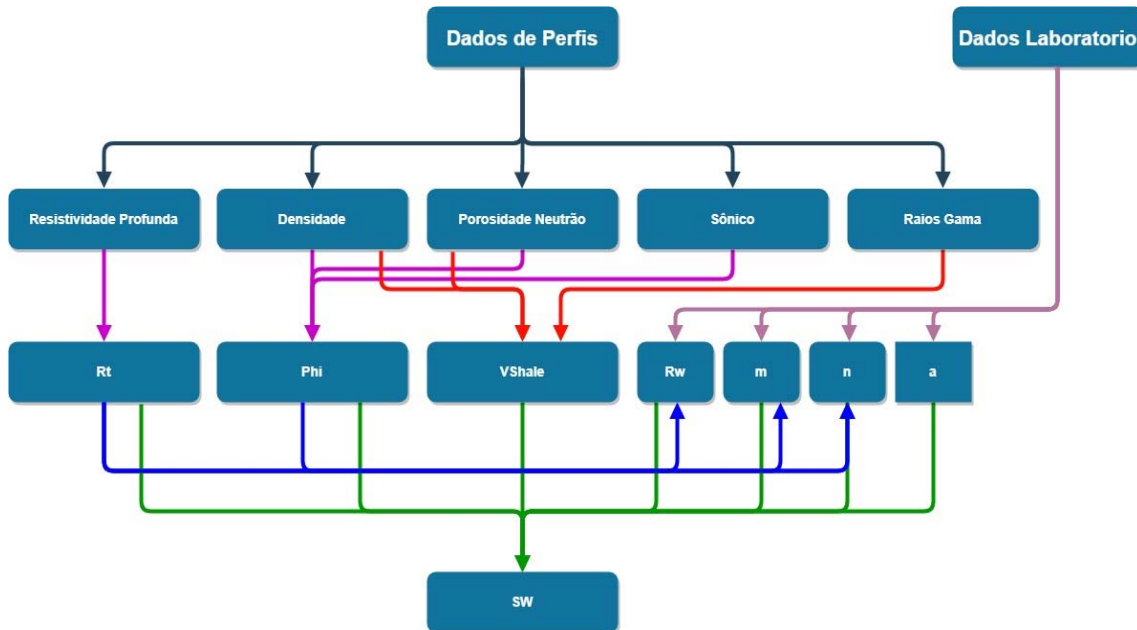 Dados de Perfis
Dados Laboratorio
Resistividade Profunda
Densidade
Porosidade Neutrão
Sônico
Raios Gama
Rt
Phi
VShale
Rw
m
n
a
SW